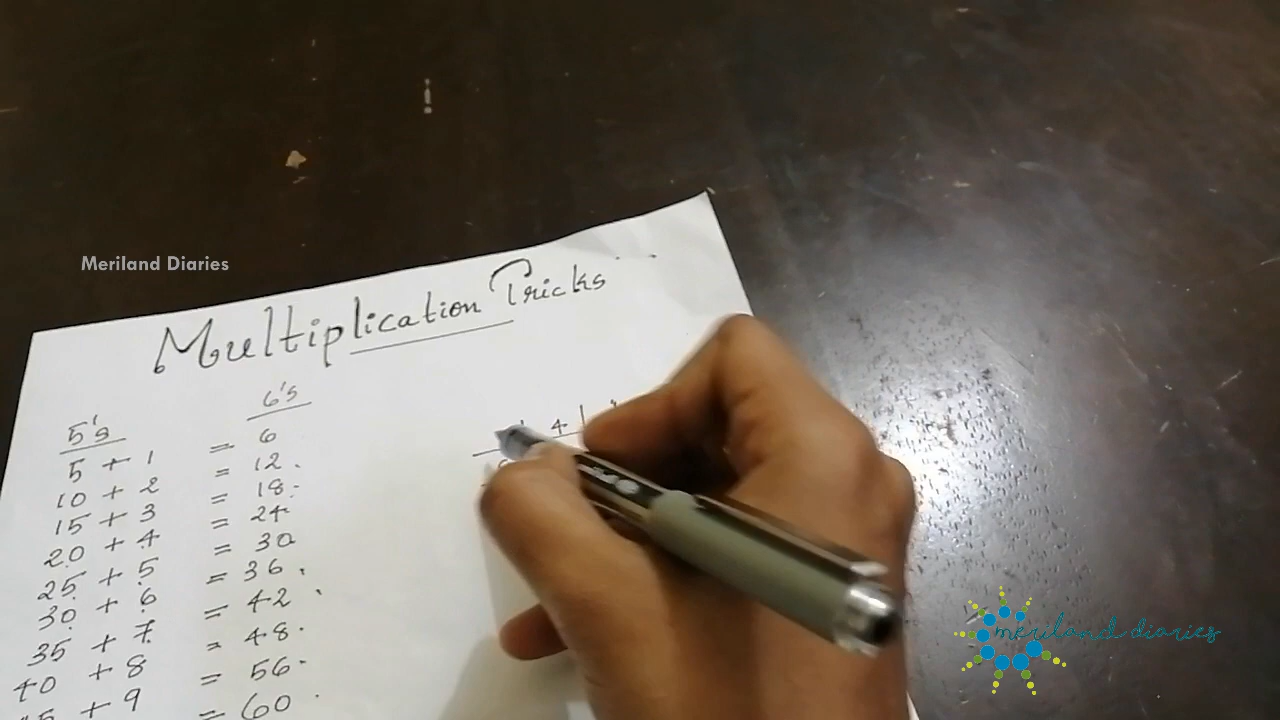 Meriland Diaries
Multiplication Tricks...
5's 6's
5 + 1 = 6
10 + 2 = 12
15 + 3 = 18
20 + 4 = 24
25 + 5 = 30
30 + 6 = 36
35 + 7 = 42
40 + 8 = 48
+ 9 = 56
= 60
4
meriland diaries